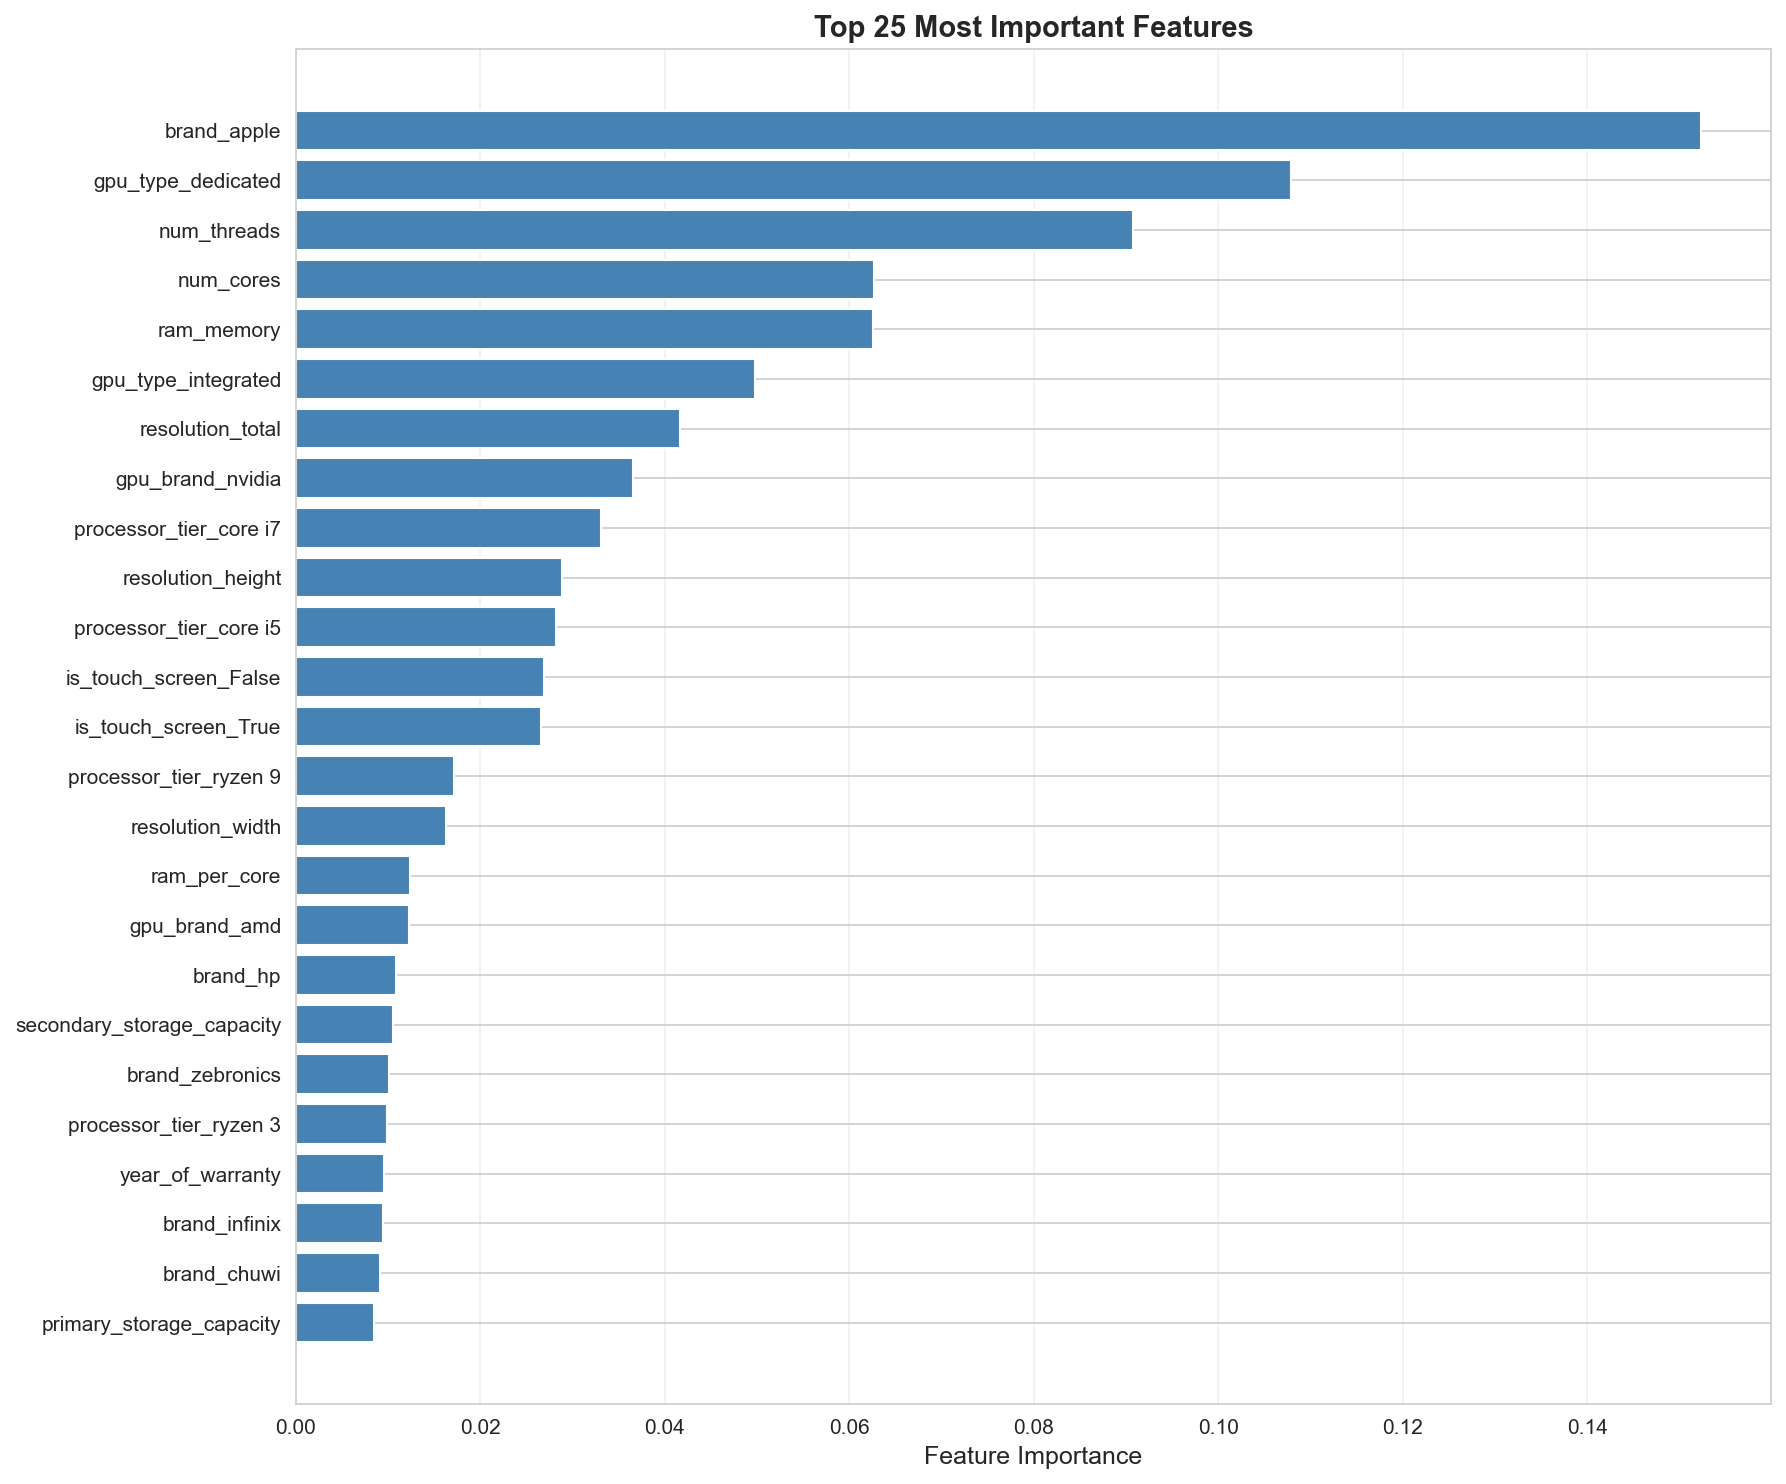 Top 25 Most Important Features
brand_apple
gpu_type_dedicated
num_threads
num_cores
ram_memory
gpu_type_integrated
resolution_total
gpu_brand_nvidia
processor_tier_core i7
resolution_height
processor_tier_core i5
is_touch_screen_False
is_touch_screen_True
processor_tier_ryzen 9
resolution_width
ram_per_core
gpu_brand_amd
brand_hp
secondary_storage_capacity
brand_zebronics
processor_tier_ryzen 3
year_of_warranty
brand_infinix
brand_chuwi
primary_storage_capacity
0.00 0.02 0.04 0.06 0.08 0.10 0.12 0.14
Feature Importance